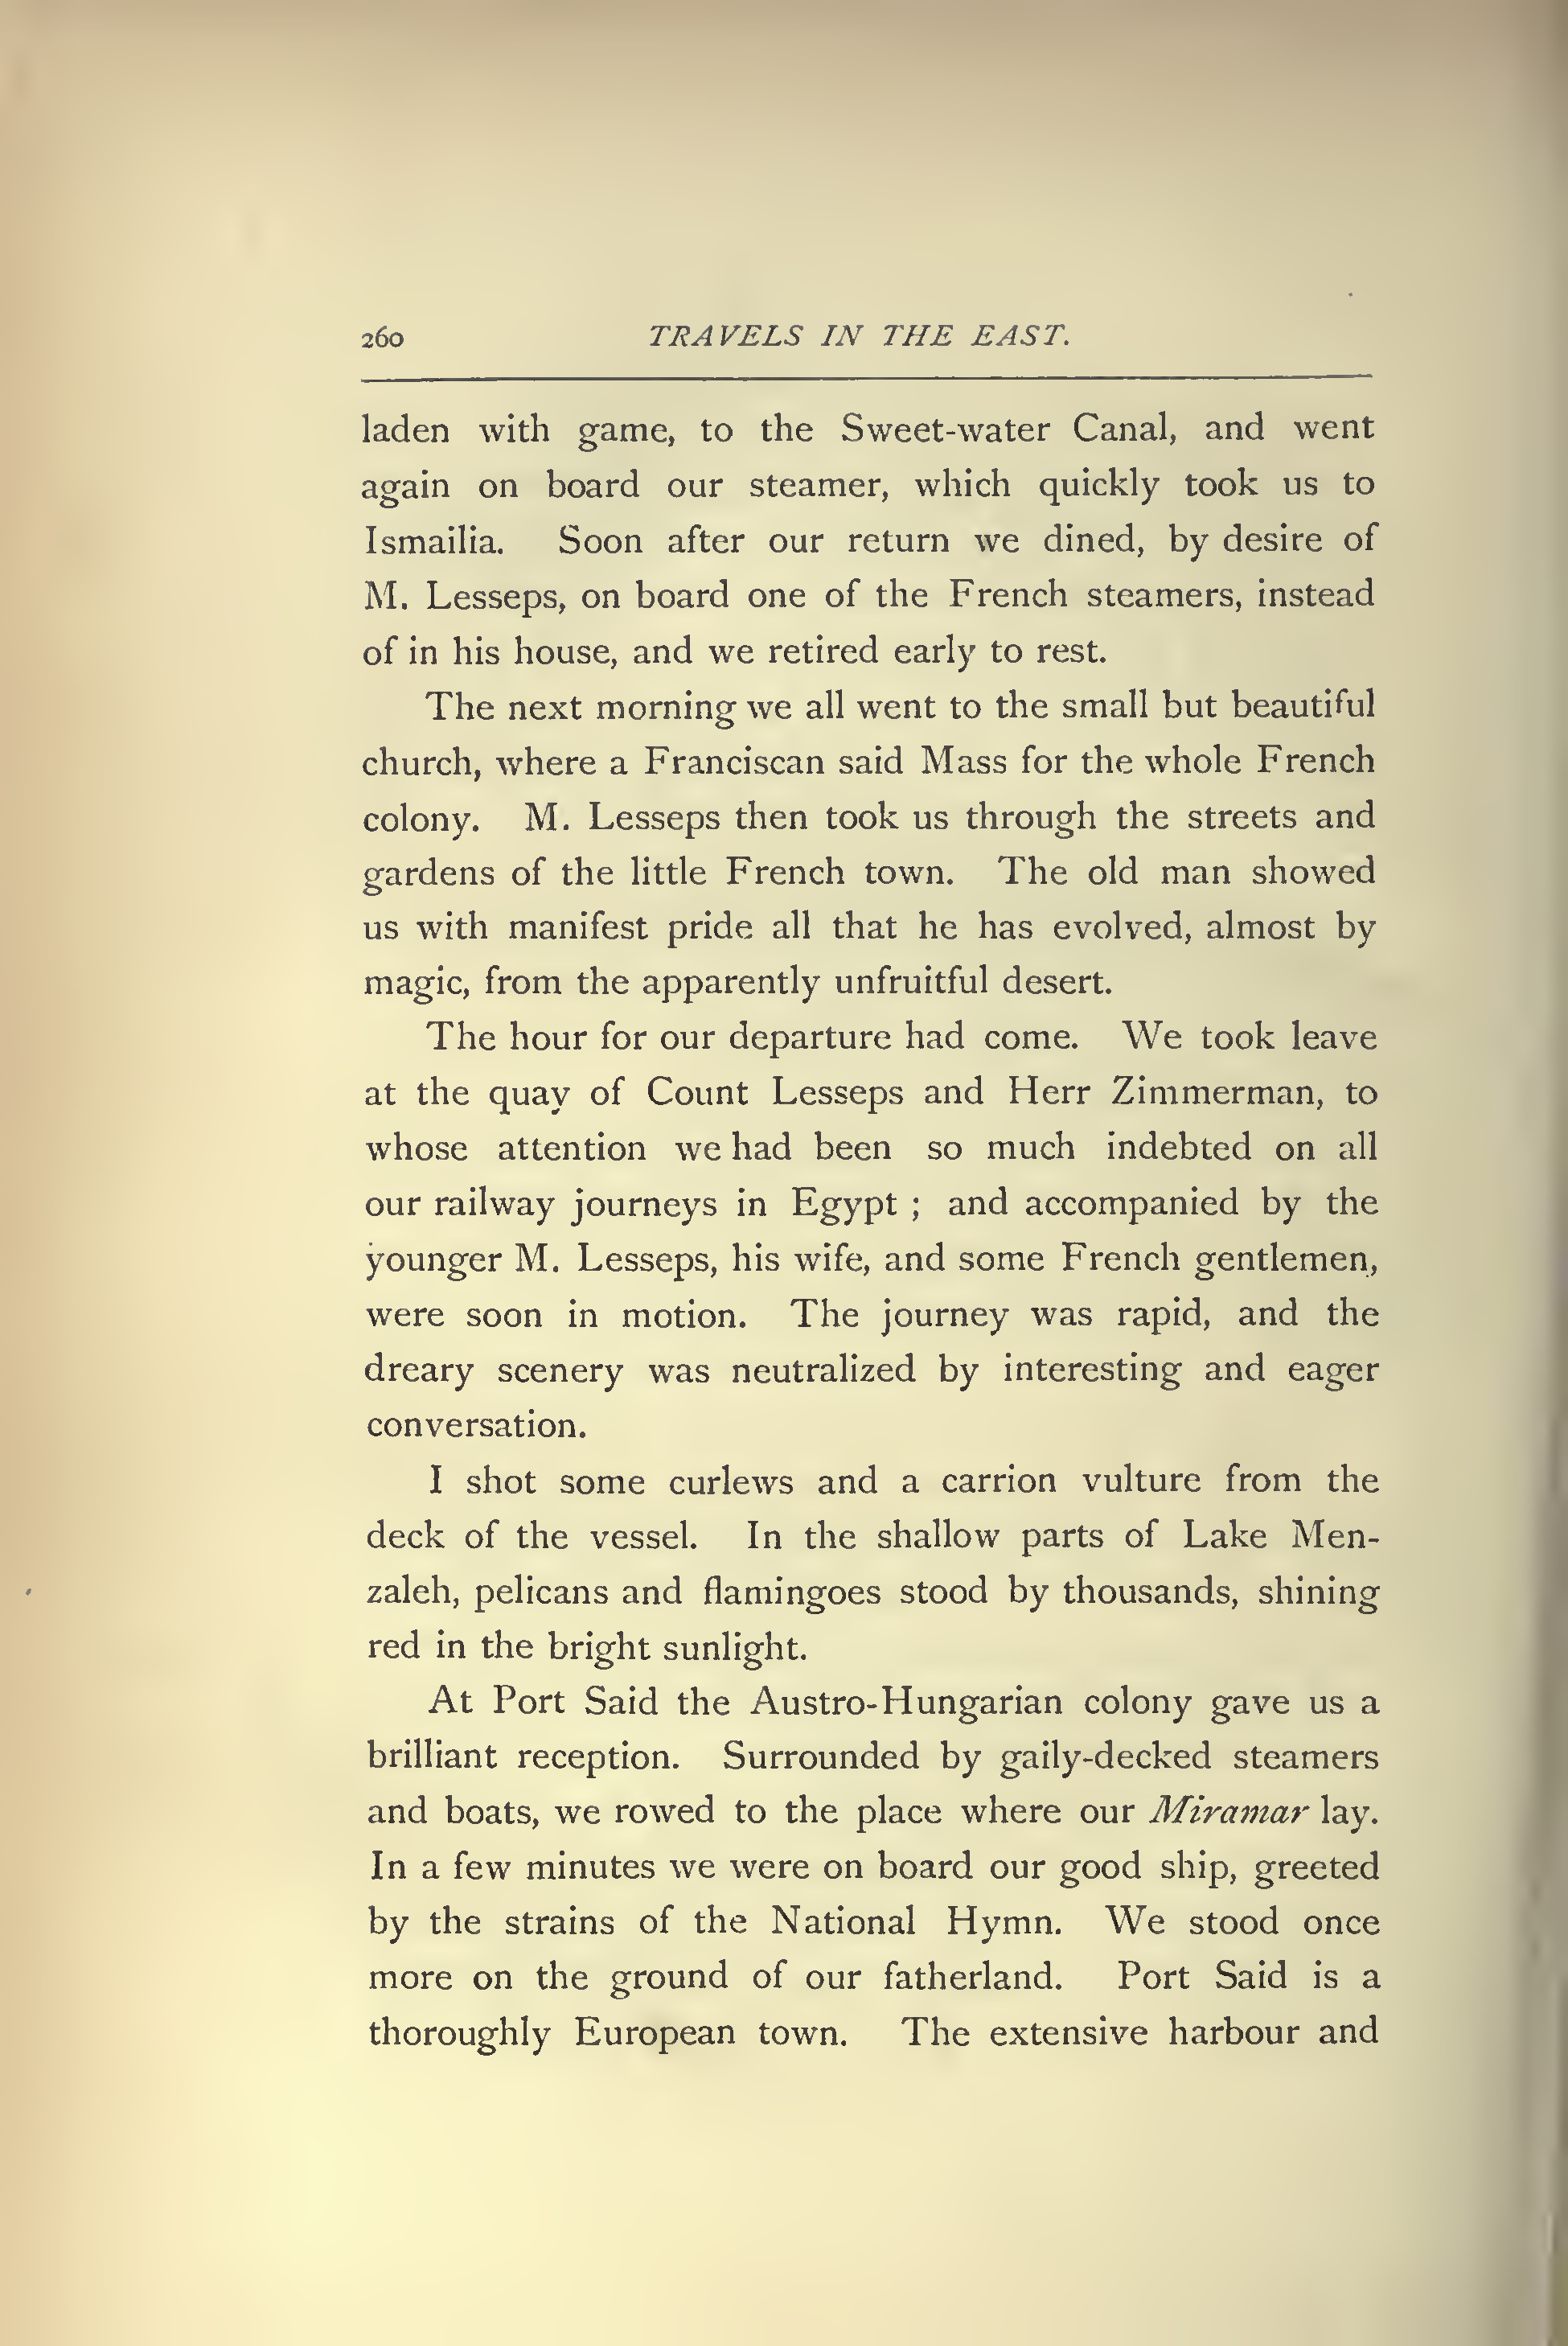 260 TRAVELS IN THE EAST.
laden with game, to the Sweet-water Canal, and went
again on board our steamer, which quickly took us to
Ismailia. Soon after our return we dined, by desire of
M. Lesseps, on board one of the French steamers, instead
of in his house, and we retired early to rest.
The next morning we all went to the small but beautiful
church, where a Franciscan said Mass for the whole French
colony. M. Lesseps then took us through the streets and
gardens of the little French town. The old man showed
us with manifest pride all that he has evolved, almost by
magic, from the apparently unfruitful desert.
The hour for our departure had come. We took leave
at the quay of Count Lesseps and Herr Zimmerman, to
whose attention we had been so much indebted on all
our railway journeys in Egypt ; and accompanied by the
younger M. Lesseps, his wife, and some French gentlemen,
were soon in motion. The journey was rapid, and the
dreary scenery was neutralized by interesting and eager
conversation.
I shot some curlews and a carrion vulture from the
deck of the vessel. In the shallow parts of Lake Men-
zaleh, pelicans and flamingoes stood by thousands, shining
red in the bright sunlight.
At Port Said the Austro-Hungarian colony gave us a
brilliant reception. Surrounded by gaily-decked steamers
and boats, we rowed to the place where our Miramar lay.
In a few minutes we were on board our good ship, greeted
by the strains of the National Hymn. We stood once
more on the ground of our fatherland. Port Said is a
thoroughly European town. The extensive harbour and